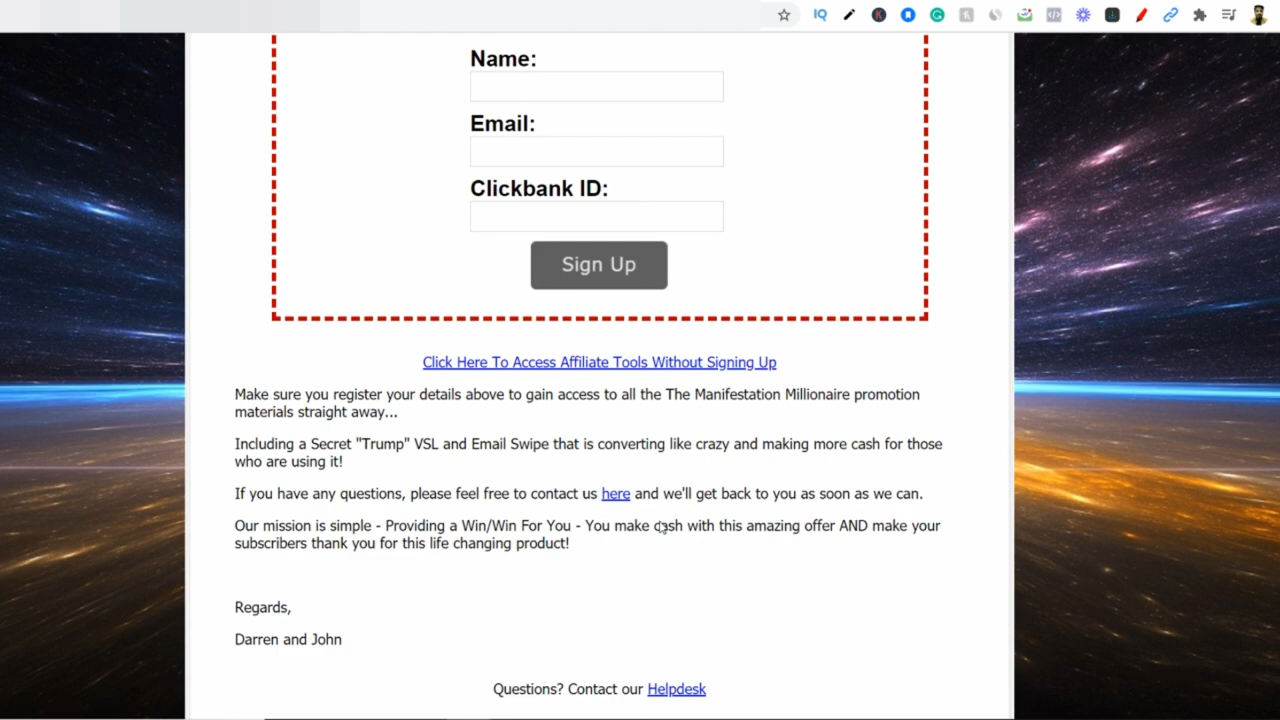 IQ
Name:
Email:
Clickbank ID:
Sign Up
Click Here To Access Affiliate Tools Without Signing Up
Make sure you register your details above to gain access to all the The Manifestation Millionaire promotion
materials straight away...
Including a Secret "Trump" VSL and Email Swipe that is converting like crazy and making more cash for those
who are using it!
If you have any questions, please feel free to contact us here and we'll get back to you as soon as we can.
Our mission is simple - Providing a Win/Win For You - You make cash with this amazing offer AND make your
subscribers thank you for this life changing product!
Regards,
Darren and John
Questions? Contact our Helpdesk